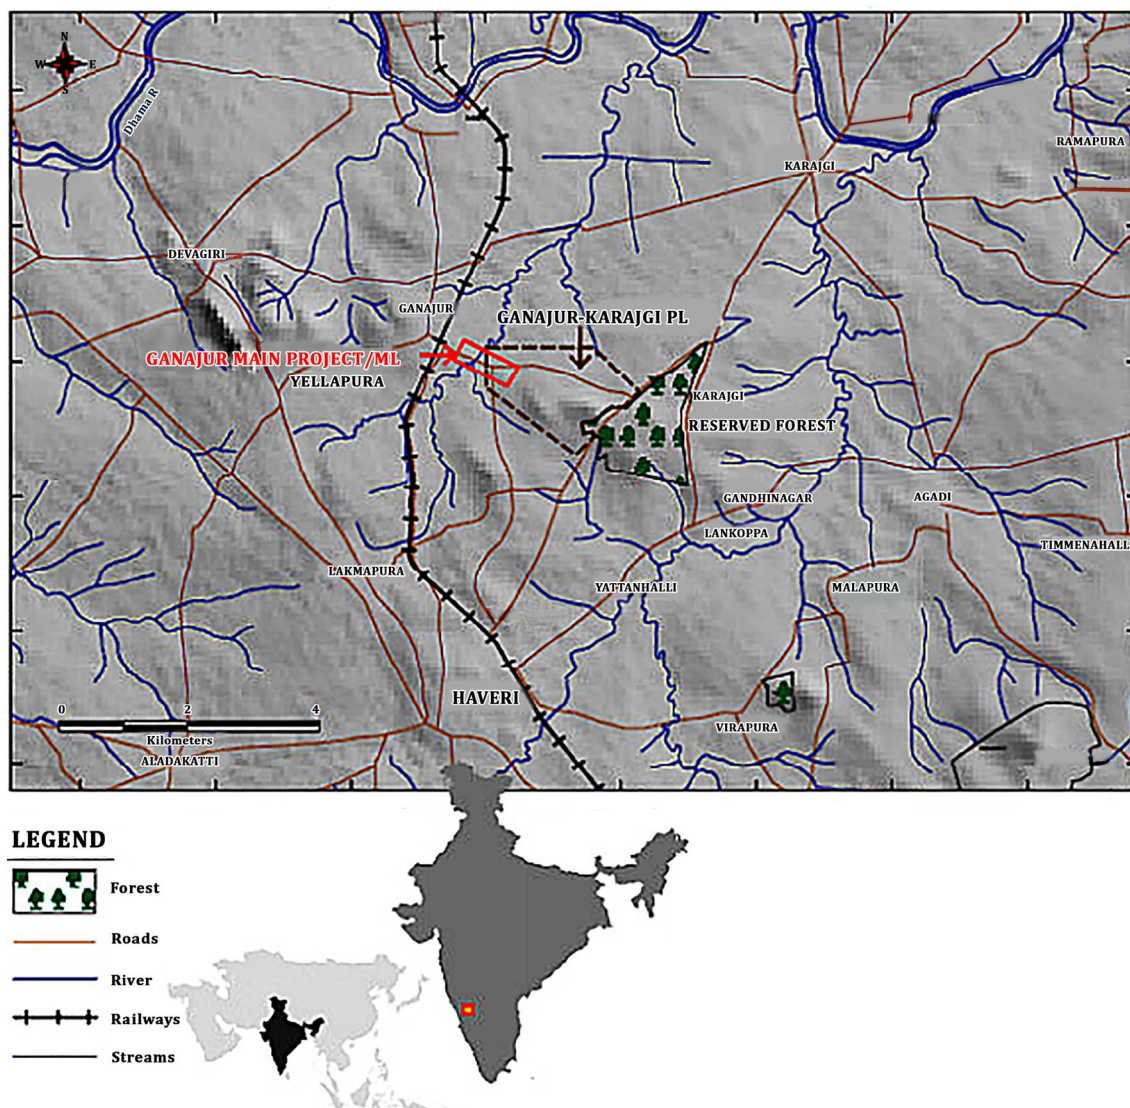 N
W
E
S
Dhama R
RAMAPURA
KARAJGI
DEVAGIRI
GANAJUR
GANAJUR-KARAJGI PL
GANAJUR MAIN PROJECT/ML
YELLAPURA
KARAJGI
RESERVED FOREST
GANDHINAGAR
AGADI
LANKOPPA
TIMMENAHALL
LAKMAPURA
YATTANHALLI
MALAPURA
HAVERI
0
2
4
Kilometers
VIRAPURA
ALADAKATTI
LEGEND
Forest
Roads
River
Railways
Streams